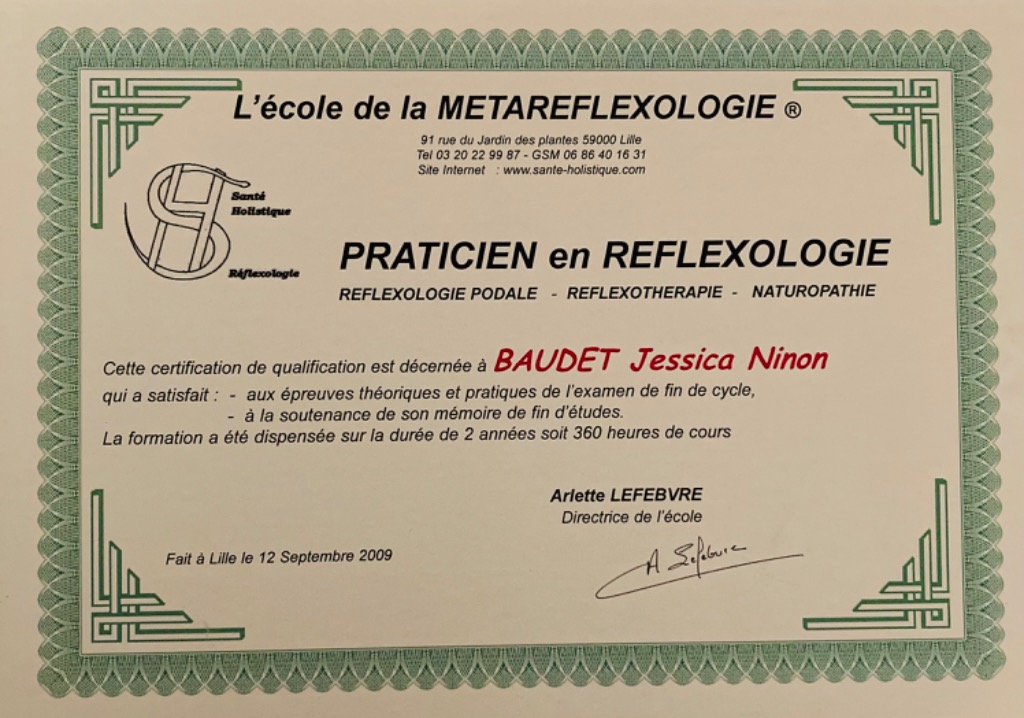 L'école de la METAREFLEXOLOGIE ®
91 rue du Jardin des plantes 59000 Lille
Tel 03 20 22 99 87 - GSM 06 86 40 16 31
Site Internet : www.sante-holistique.com
Santé
Holistique
Réflexologie
PRATICIEN en REFLEXOLOGIE
REFLEXOLOGIE PODALE - REFLEXOTHERAPIE - NATUROPATHIE
Cette certification de qualification est décernée à BAUDET Jessica Ninon
qui a satisfait : - aux épreuves théoriques et pratiques de l'examen de fin de cycle,
- à la soutenance de son mémoire de fin d'études.
La formation a été dispensée sur la durée de 2 années soit 360 heures de cours
Arlette LEFEBVRE
Directrice de l'école
Fait à Lille le 12 Septembre 2009
A Lefebvre